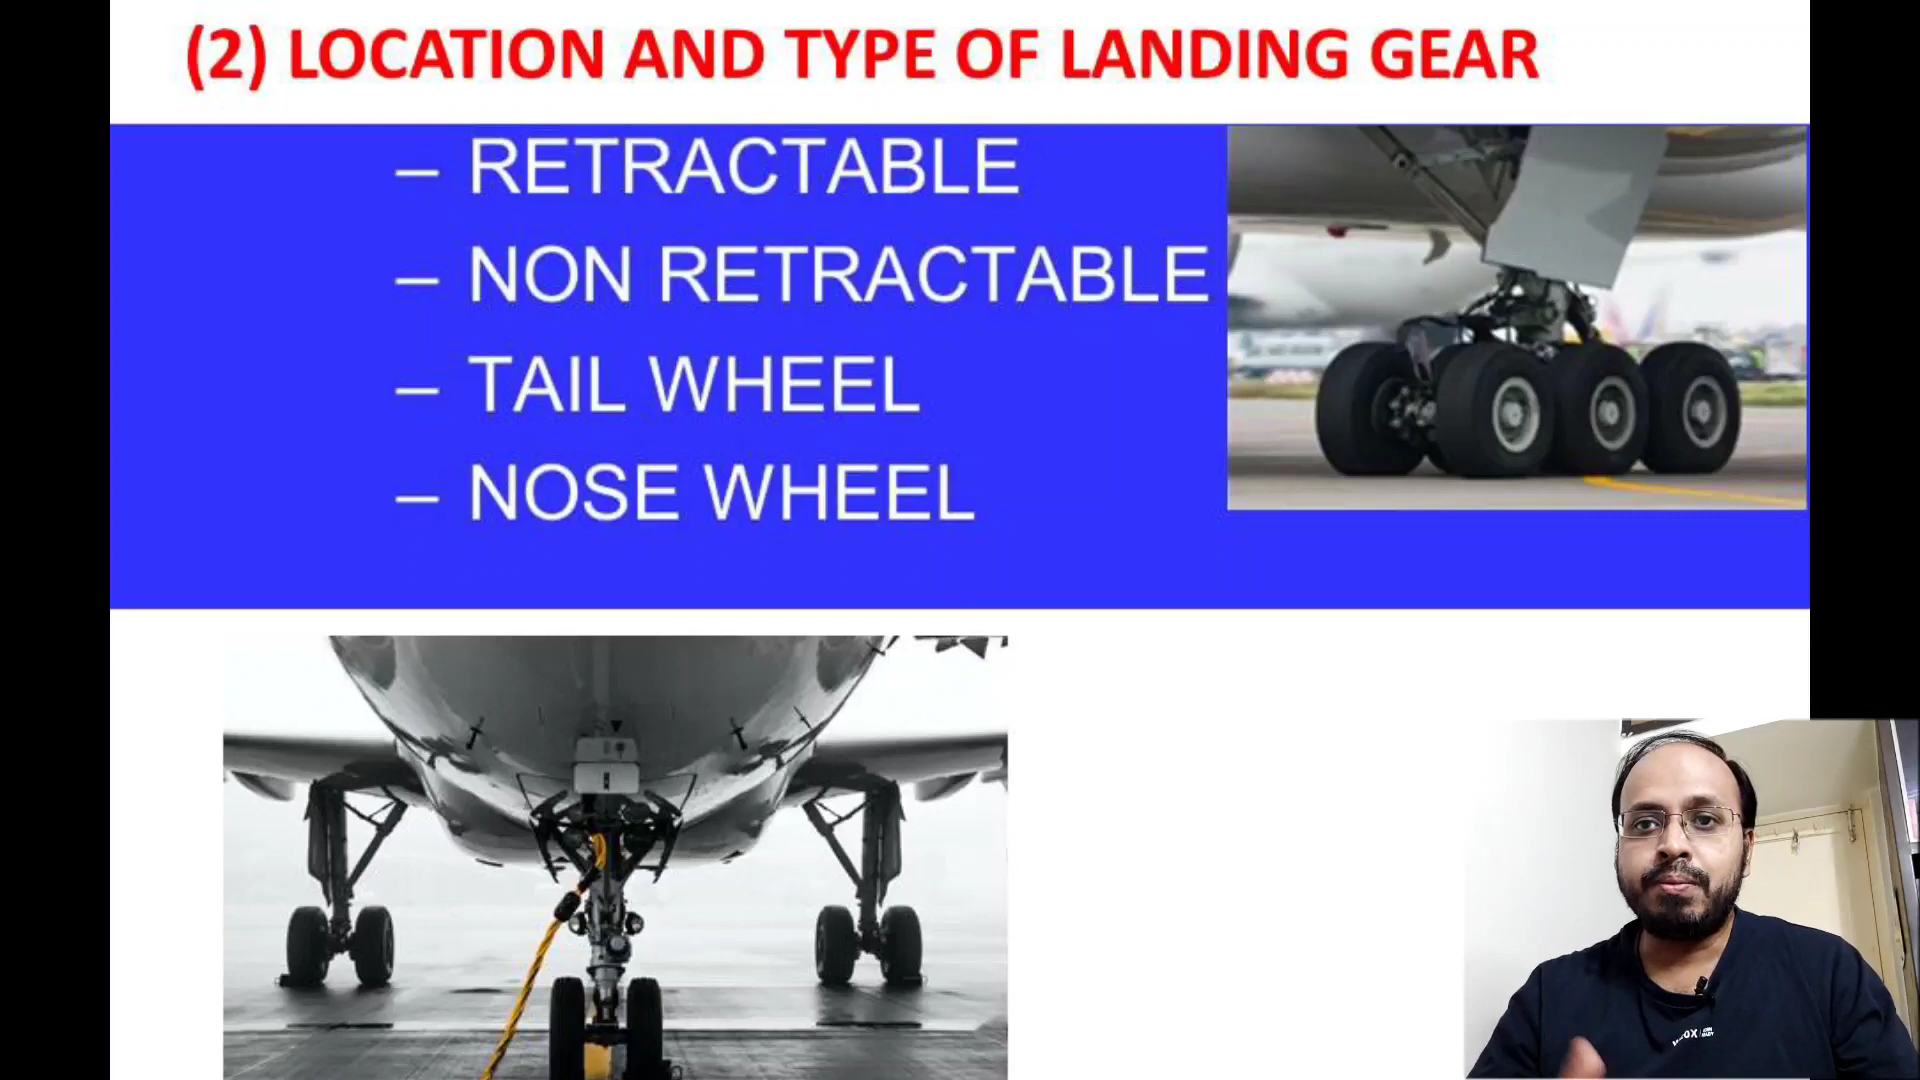 (2) LOCATION AND TYPE OF LANDING GEAR
– RETRACTABLE
– NON RETRACTABLE
– TAIL WHEEL
– NOSE WHEEL